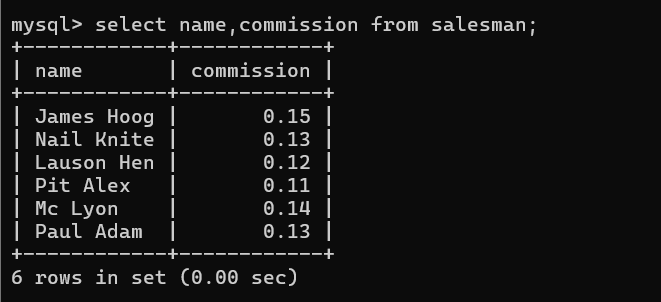 mysql> select name,commission from salesman;
+------------+------------+
| name       | commission |
+------------+------------+
| James Hoog |       0.15 |
| Nail Knite |       0.13 |
| Lauson Hen |       0.12 |
| Pit Alex   |       0.11 |
| Mc Lyon    |       0.14 |
| Paul Adam  |       0.13 |
+------------+------------+
6 rows in set (0.00 sec)